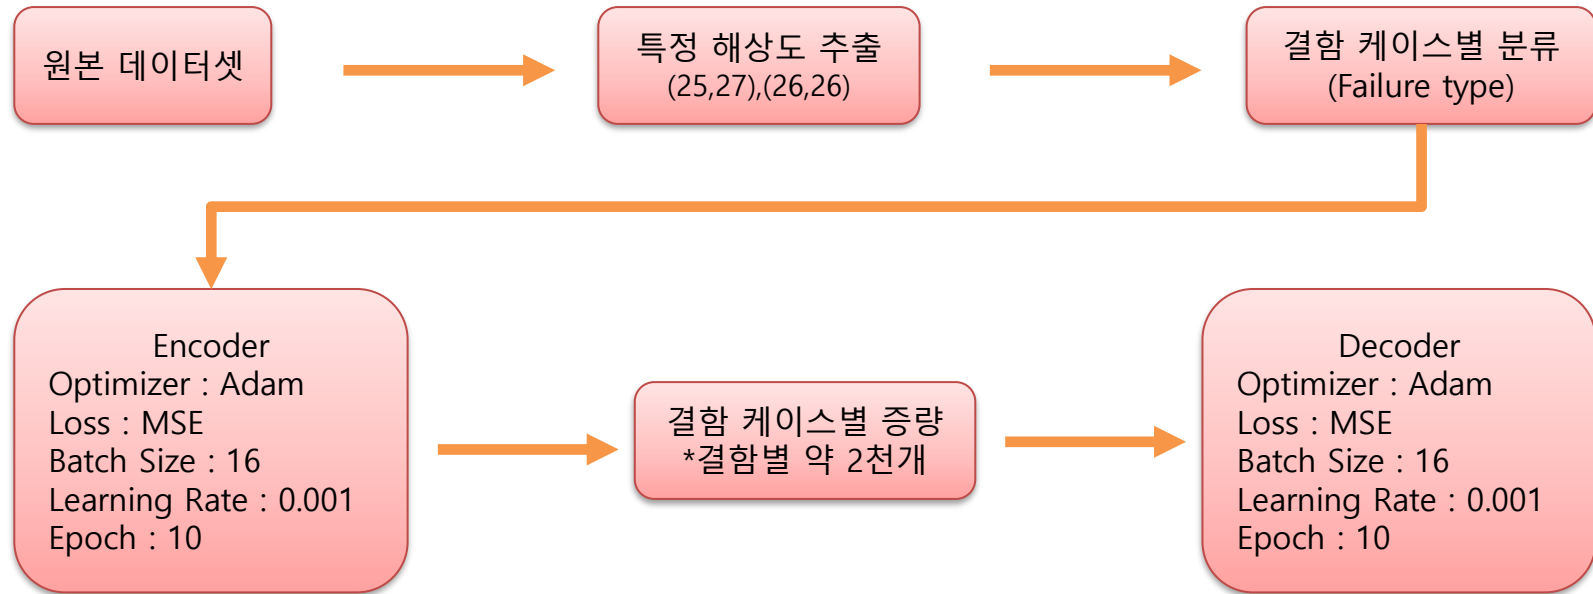 원본 데이터셋
특정 해상도 추출
(25,27),(26,26)
결함 케이스별 분류
(Failure type)
Encoder
Optimizer : Adam
Loss : MSE
Batch Size : 16
Learning Rate : 0.001
Epoch : 10
결함 케이스별 증량
*결함별 약 2천개
Decoder
Optimizer : Adam
Loss : MSE
Batch Size : 16
Learning Rate : 0.001
Epoch : 10